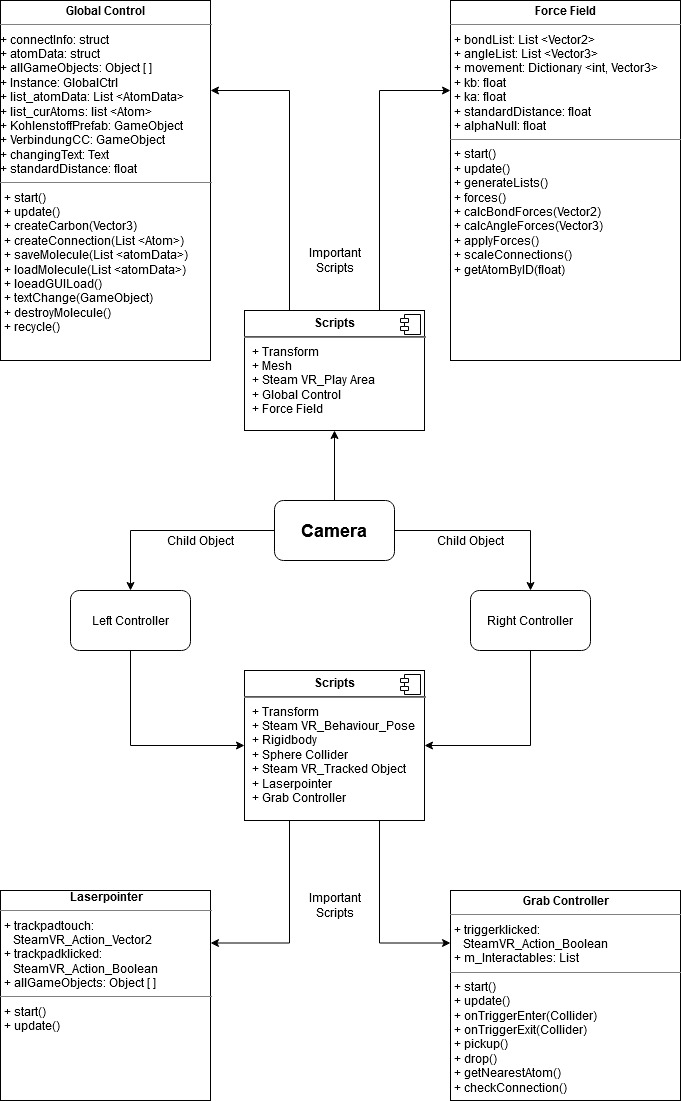 Global Control
+ connectInfo: struct
+ atomData: struct
+ allGameObjects: Object [ ]
+ Instance: GlobalCtrl
+ list_atomData: List <AtomData>
+ list_curAtoms: list <Atom>
+ KohlenstoffPrefab: GameObject
+ VerbindungCC: GameObject
+ changingText: Text
+ standardDistance: float
+ start()
+ update()
+ createCarbon(Vector3)
+ createConnection(List <Atom>)
+ saveMolecule(List <atomData>)
+ loadMolecule(List <atomData>)
+ loeadGUILoad()
+ textChange(GameObject)
+ destroyMolecule()
+ recycle()
Force Field
+ bondList: List <Vector2>
+ angleList: List <Vector3>
+ movement: Dictionary <int, Vector3>
+ kb: float
+ ka: float
+ standardDistance: float
+ alphaNull: float
+ start()
+ update()
+ generateLists()
+ forces()
+ calcBondForces(Vector2)
+ calcAngleForces(Vector3)
+ applyForces()
+ scaleConnections()
+ getAtomByID(float)
Important
Scripts
Scripts
+ Transform
+ Mesh
+ Steam VR_Play Area
+ Global Control
+ Force Field
Camera
Child Object
Child Object
Left Controller
Right Controller
Scripts
+ Transform
+ Steam VR_Behaviour_Pose
+ Rigidbody
+ Sphere Collider
+ Steam VR_Tracked Object
+ Laserpointer
+ Grab Controller
Important
Scripts
Laserpointer
+ trackpadtouch:
SteamVR_Action_Vector2
+ trackpadklicked:
SteamVR_Action_Boolean
+ allGameObjects: Object [ ]
+ start()
+ update()
Grab Controller
+ triggerklicked:
SteamVR_Action_Boolean
+ m_Interactables: List
+ start()
+ update()
+ onTriggerEnter(Collider)
+ onTriggerExit(Collider)
+ pickup()
+ drop()
+ getNearestAtom()
+ checkConnection()